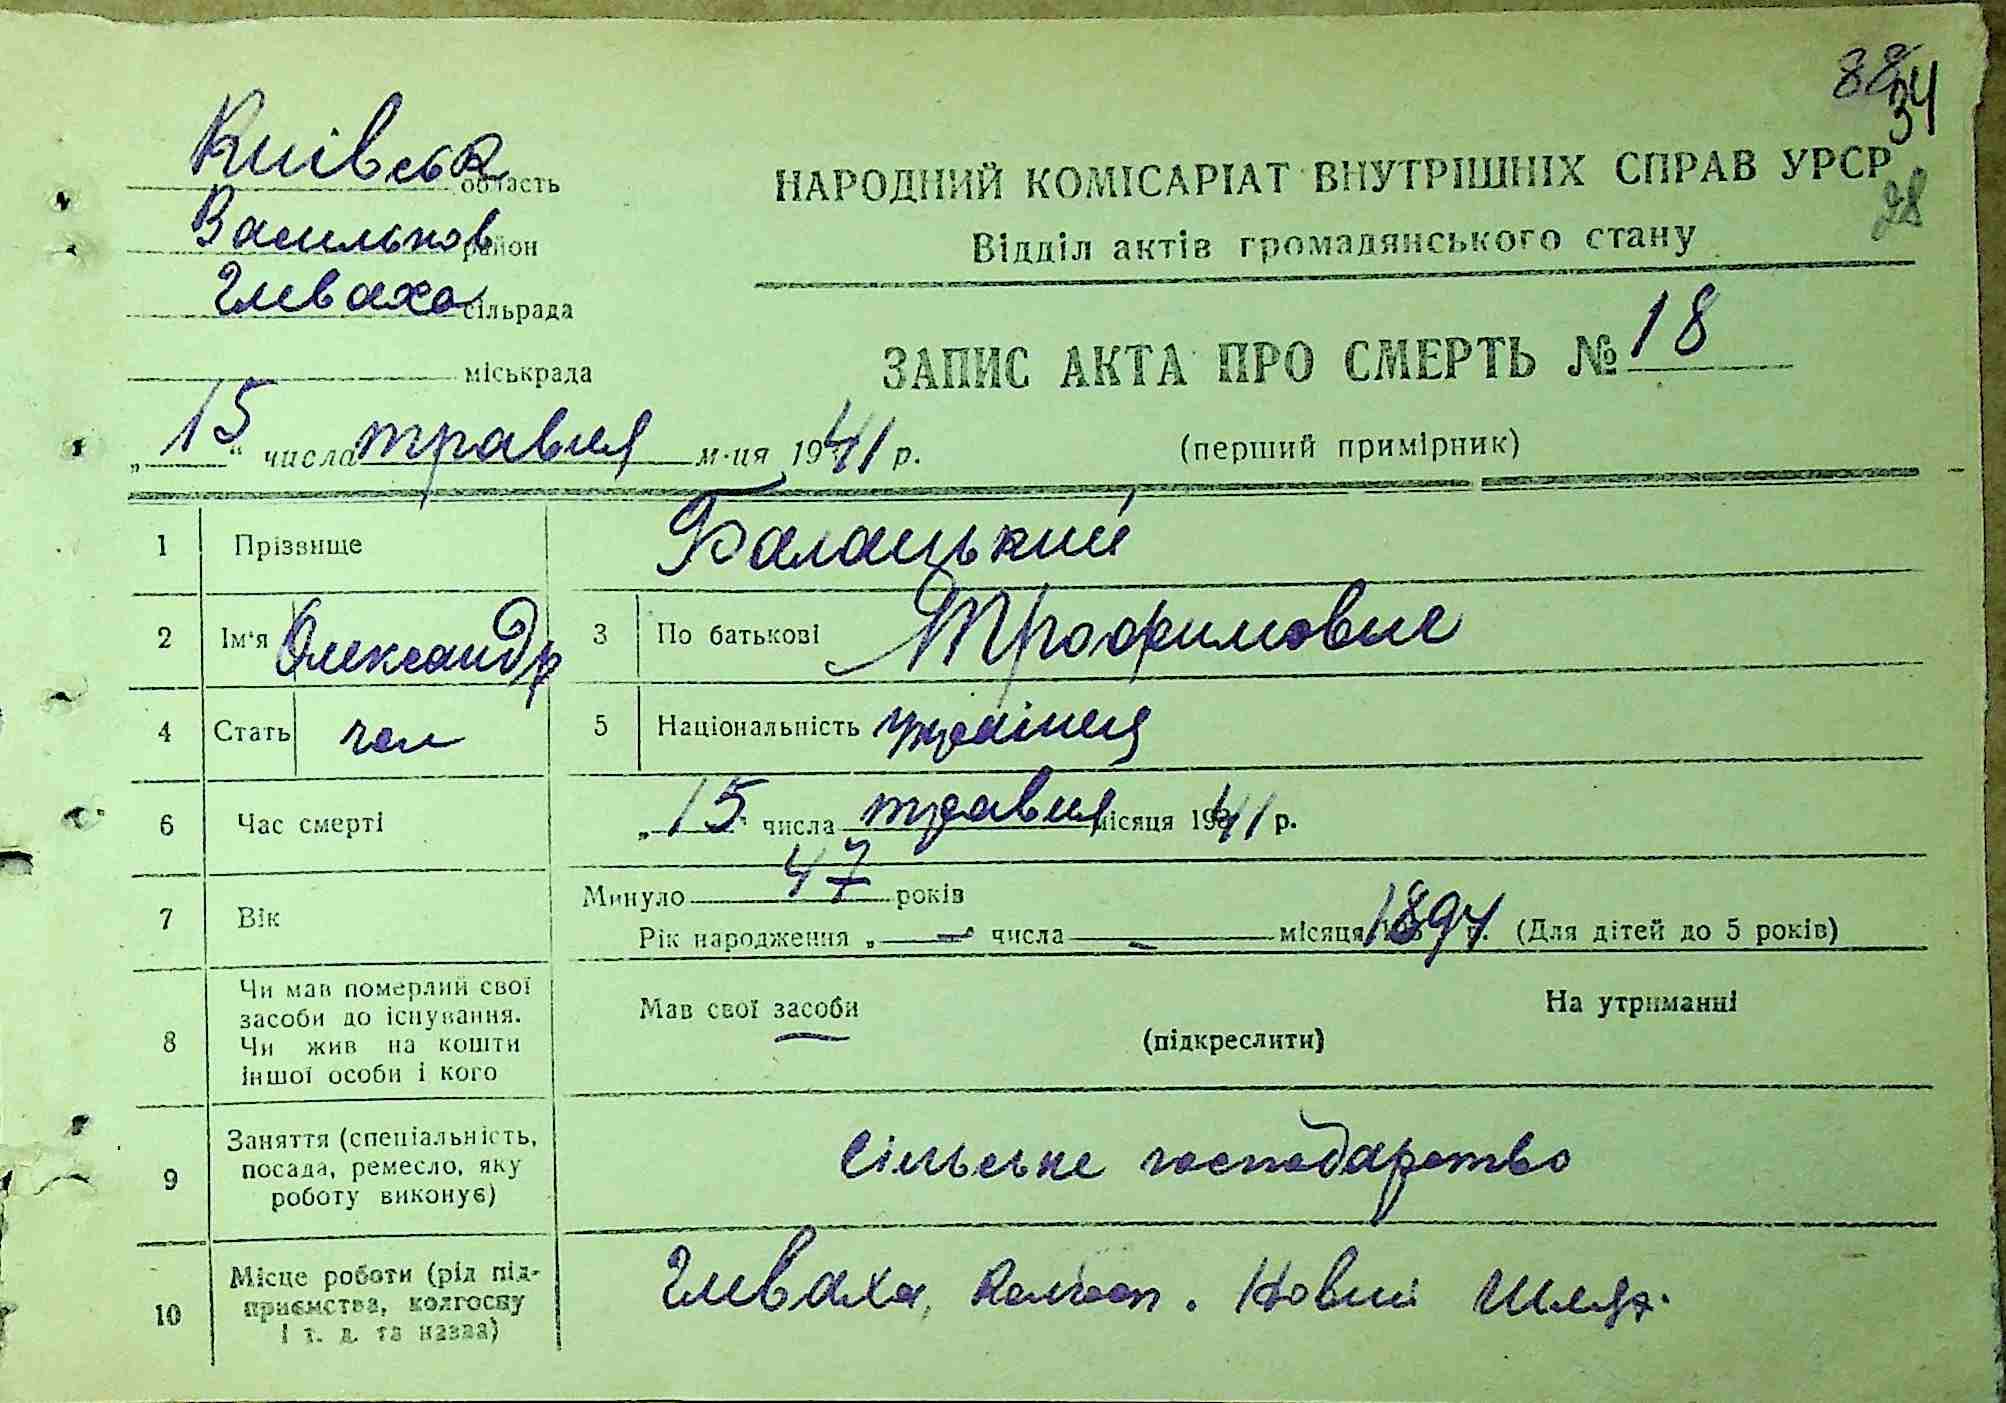 88
34
28
Київська область
Васильков район
Глеваха сільрада
міськрада
НАРОДНИЙ КОМІСАРІАТ ВНУТРІШНІХ СПРАВ УРСР
Відділ актів громадянського стану
ЗАПИС АКТА ПРО СМЕРТЬ № 18
„15“ числа травня м-ця 1941 р.
(перший примірник)
1 Прізвище Балацький
2 Ім'я Олександр 3 По батькові Трофимович
4 Стать чол 5 Національність українец
6 Час смерті „15“ числа травня місяця 1941 р.
7 Вік Минуло 47 років
Рік народження „—“ числа — місяця 1894 р. (Для дітей до 5 років)
8 Чи мав померлий свої
засоби до існування.
Чи жив на кошти
іншої особи і кого
Мав свої засоби На утриманні
(підкреслити)
9 Заняття (спеціальність,
посада, ремесло, яку
роботу виконує)
сільське господарство
10 Місце роботи (рід під-
приємства, колгоспу
і т. д. та назва)
Глеваха, Колгосп. Новий Шлях.